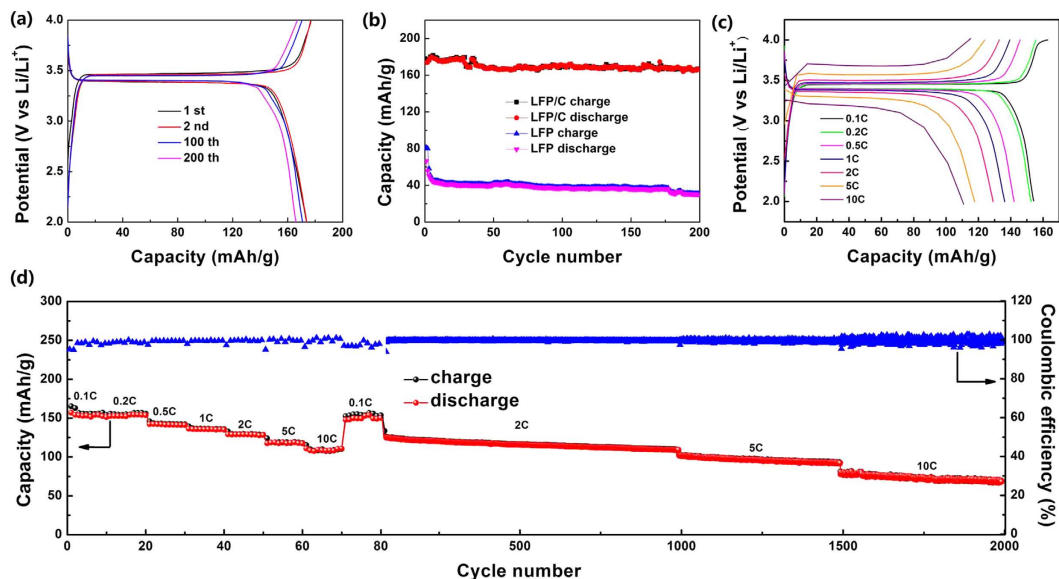 (a)
4.0
3.5
3.0
2.5
2.0
Potential (V vs Li/Li+)
1 st
2 nd
100 th
200 th
0 40 80 120 160 200
Capacity (mAh/g)
(b)
200
160
120
80
40
0
Capacity (mAh/g)
LFP/C charge
LFP/C discharge
LFP charge
LFP discharge
0 50 100 150 200
Cycle number
(c)
4.0
3.5
3.0
2.5
2.0
Potential (V vs Li/Li+)
0.1C
0.2C
0.5C
1C
2C
5C
10C
0 20 40 60 80 100 120 140 160
Capacity (mAh/g)
(d)
300
250
200
150
100
50
0
Capacity (mAh/g)
charge
discharge
0.1C 0.2C 0.5C 1C 2C 5C 10C 0.1C 2C 5C 10C
120
100
80
60
40
20
0
Coulombic efficiency (%)
0 20 40 60 80 500 1000 1500 2000
Cycle number